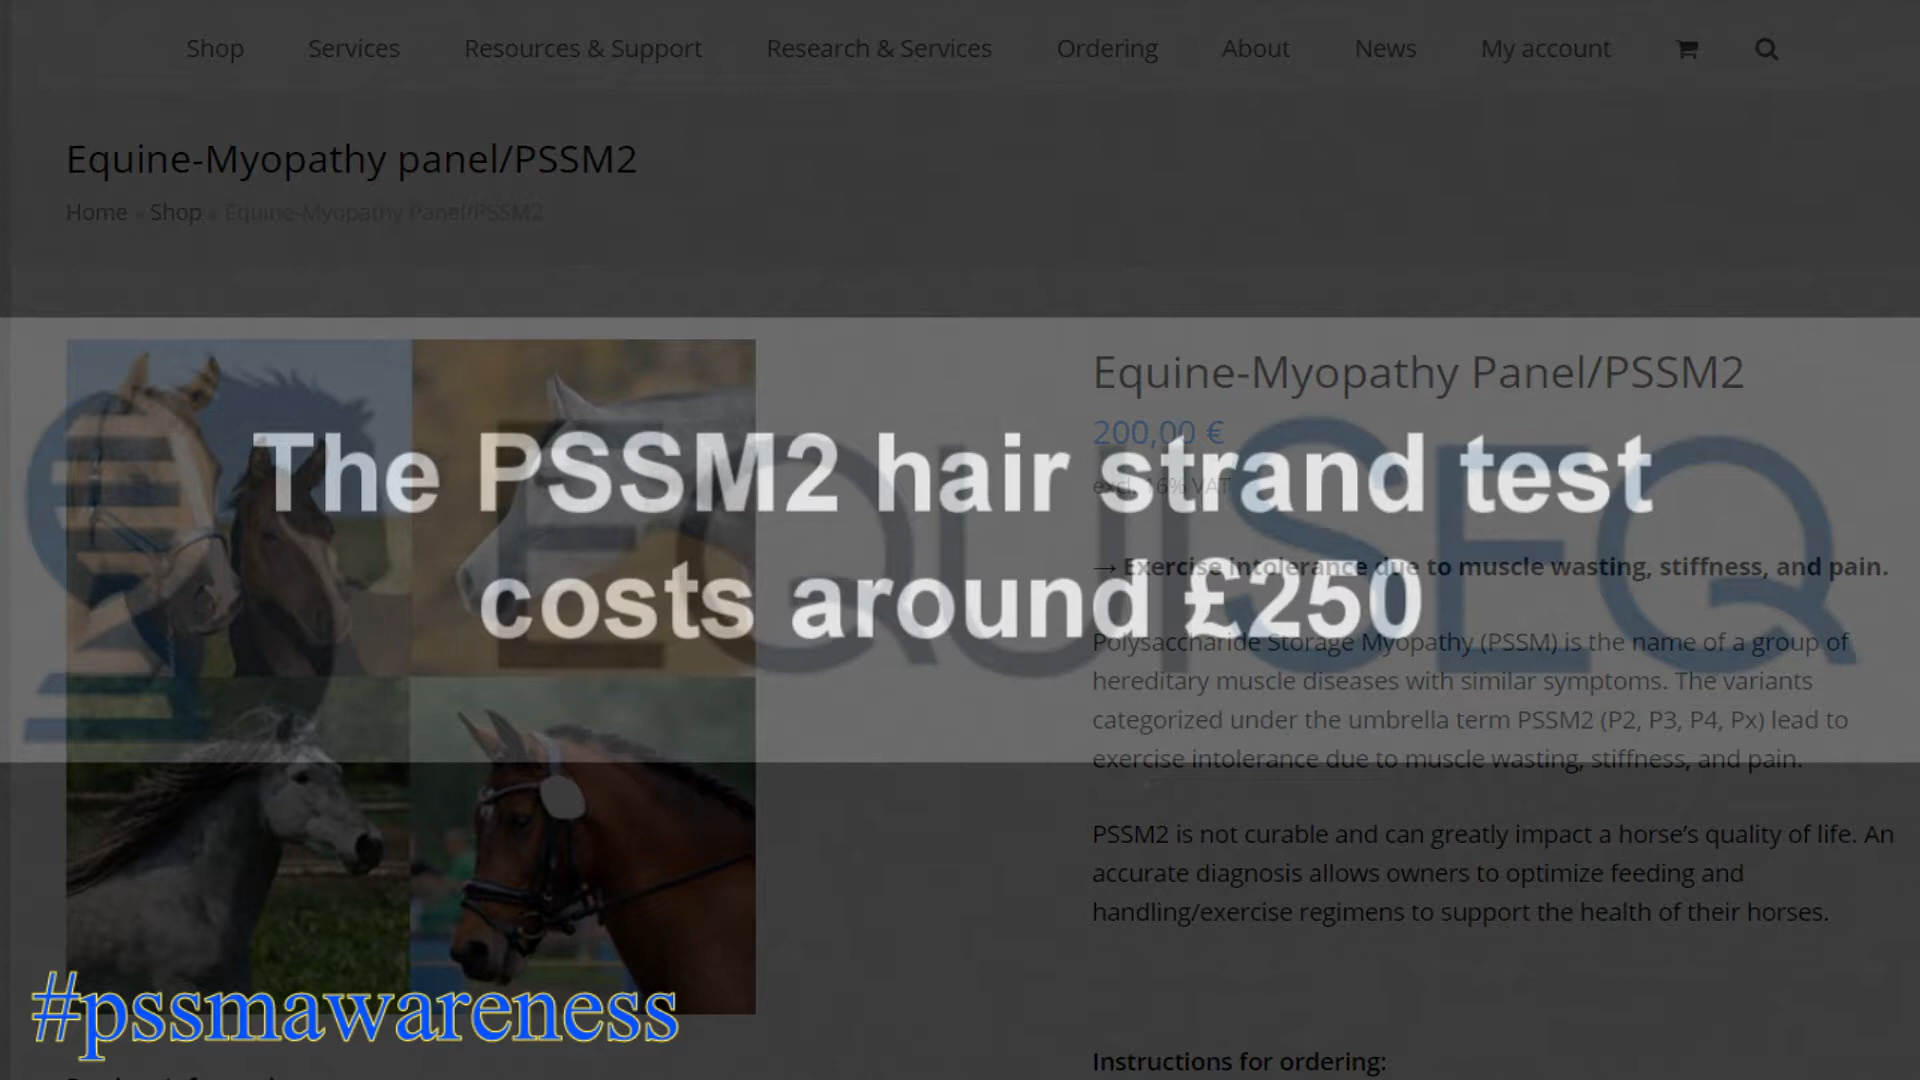 Shop Services Resources & Support Research & Services Ordering About News My account
Equine-Myopathy panel/PSSM2
Home » Shop » Equine-Myopathy Panel/PSSM2
Equine-Myopathy Panel/PSSM2
200,00 €
excl. 16% VAT
The PSSM2 hair strand test
costs around £250
EQUISEQ
→ Exercise intolerance due to muscle wasting, stiffness, and pain.
Polysaccharide Storage Myopathy (PSSM) is the name of a group of
hereditary muscle diseases with similar symptoms. The variants
categorized under the umbrella term PSSM2 (P2, P3, P4, Px) lead to
exercise intolerance due to muscle wasting, stiffness, and pain.
PSSM2 is not curable and can greatly impact a horse’s quality of life. An
accurate diagnosis allows owners to optimize feeding and
handling/exercise regimens to support the health of their horses.
#pssmawareness
Instructions for ordering: